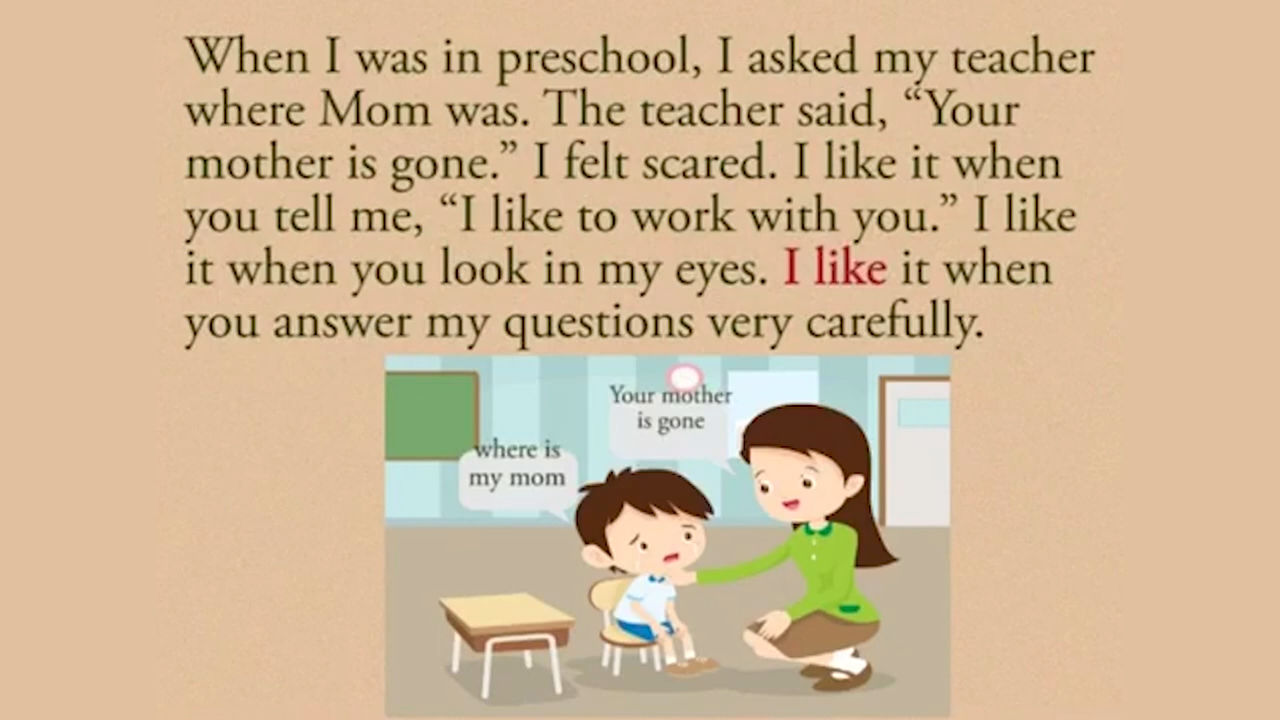 When I was in preschool, I asked my teacher
where Mom was. The teacher said, “Your
mother is gone.” I felt scared. I like it when
you tell me, “I like to work with you.” I like
it when you look in my eyes. I like it when
you answer my questions very carefully.
Your mother
is gone
where is
my mom